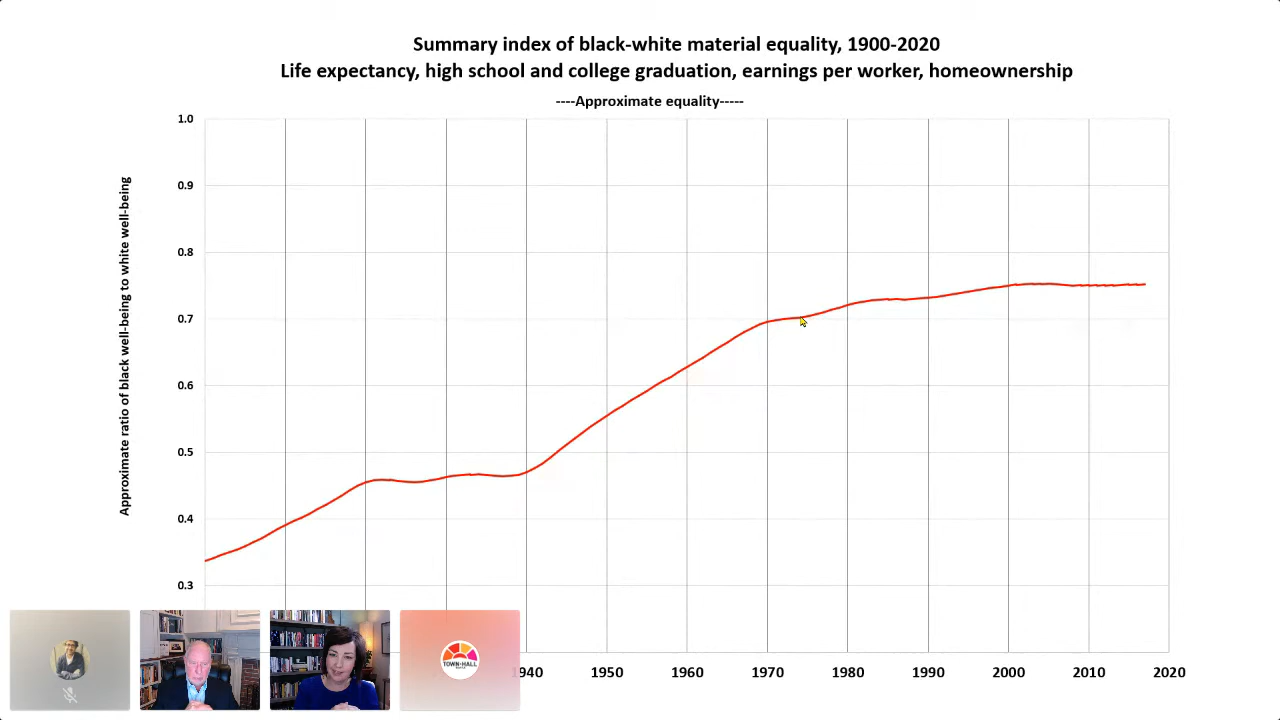 Summary index of black-white material equality, 1900-2020
Life expectancy, high school and college graduation, earnings per worker, homeownership
----Approximate equality-----
Approximate ratio of black well-being to white well-being
1.0
0.9
0.8
0.7
0.6
0.5
0.4
0.3
TOWN HALL
1940 1950 1960 1970 1980 1990 2000 2010 2020